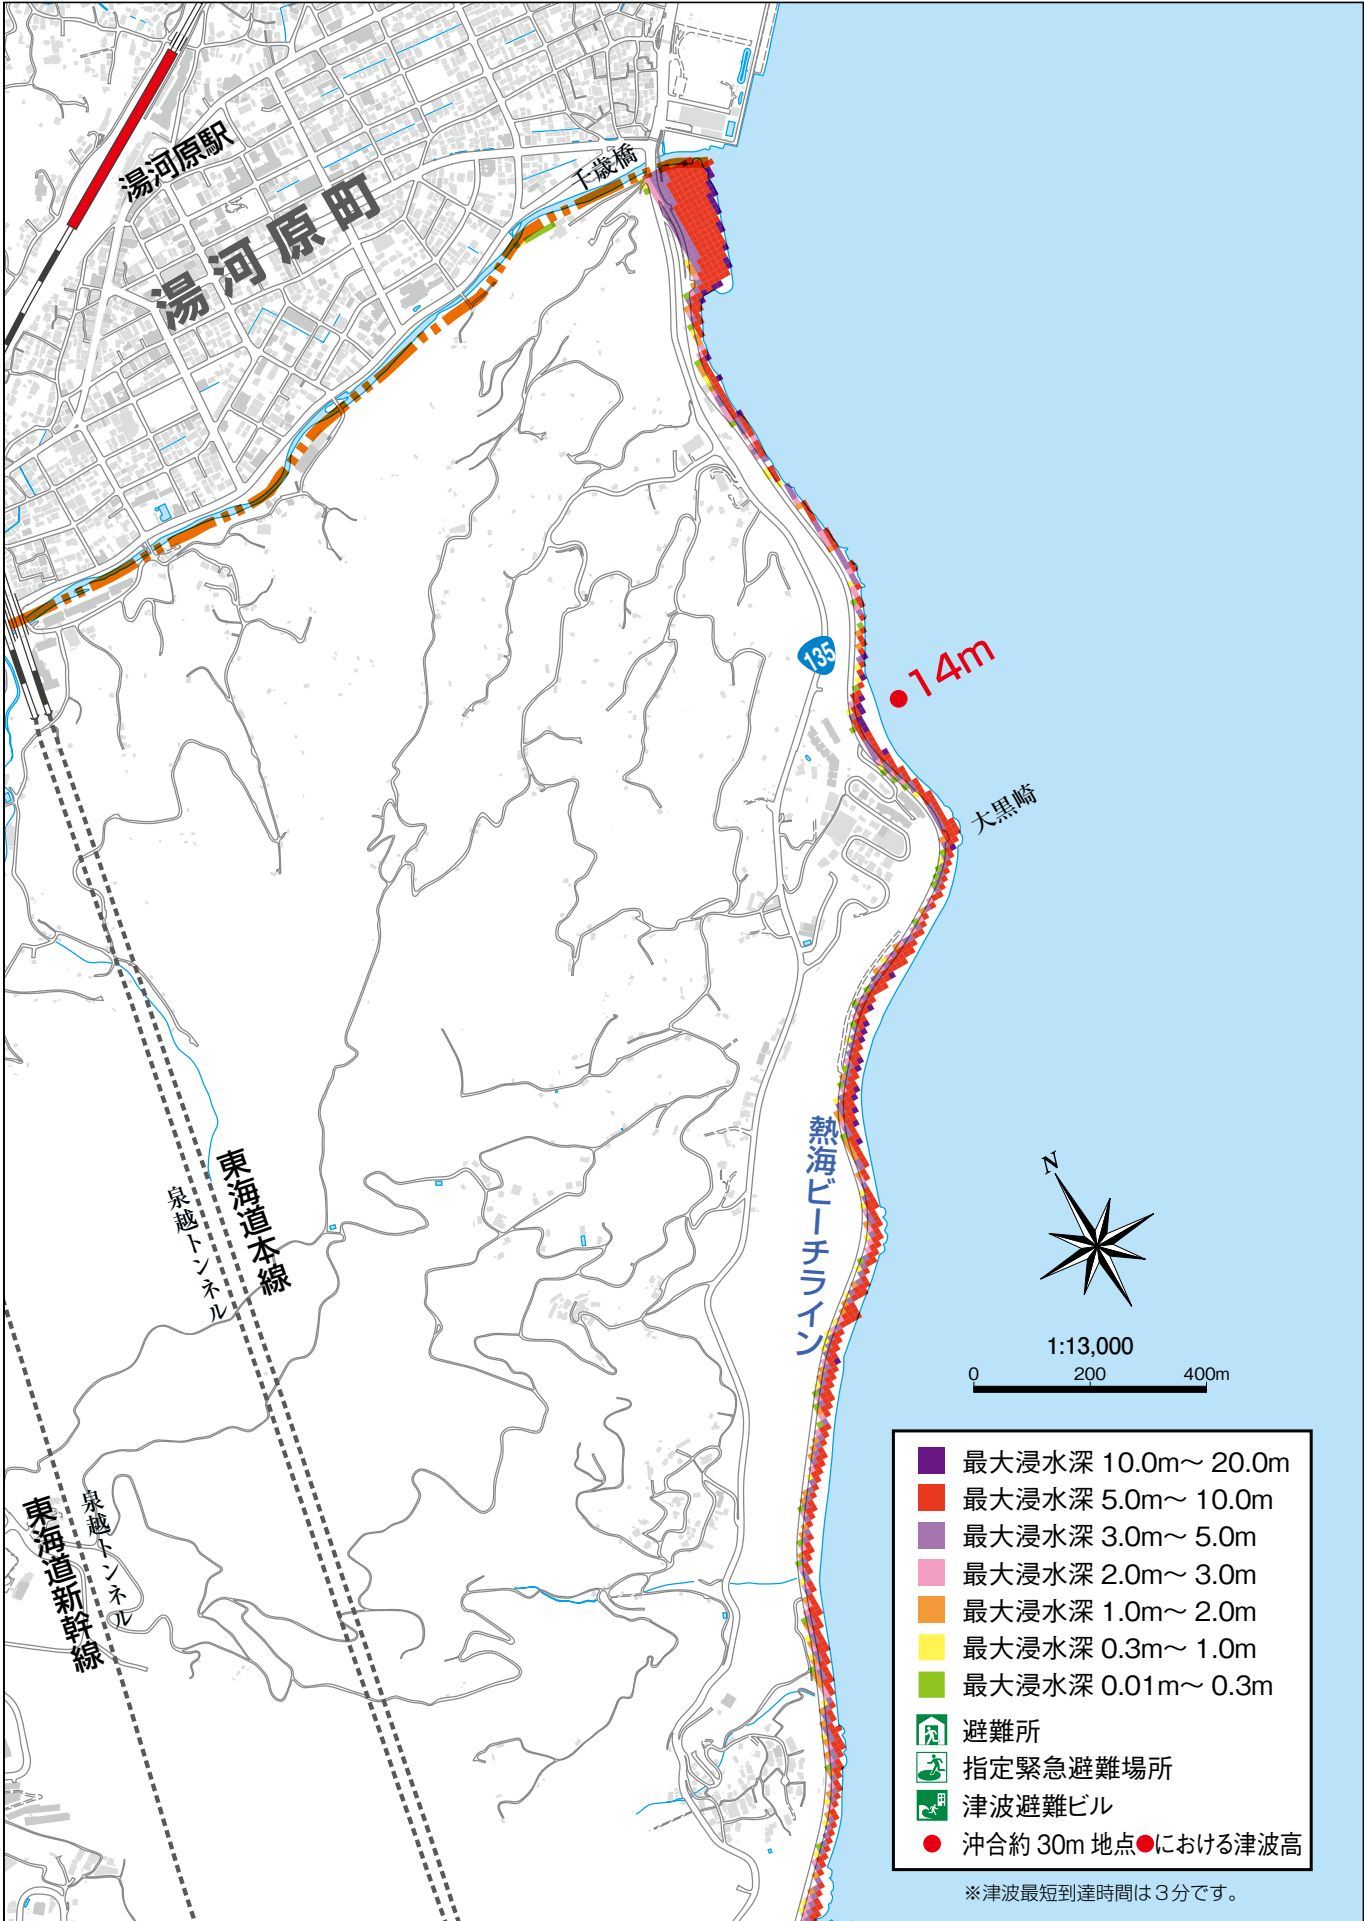 湯河原駅
千歳橋
湯河原町
135
14m
大黒崎
熱海ビーチライン
東海道本線
泉越トンネル
東海道新幹線
泉越トンネル
N
1:13,000
0 200 400m
最大浸水深 10.0m～ 20.0m
最大浸水深 5.0m～ 10.0m
最大浸水深 3.0m～ 5.0m
最大浸水深 2.0m～ 3.0m
最大浸水深 1.0m～ 2.0m
最大浸水深 0.3m～ 1.0m
最大浸水深 0.01m～ 0.3m
避難所
指定緊急避難場所
津波避難ビル
沖合約 30m 地点●における津波高
※津波最短到達時間は３分です。